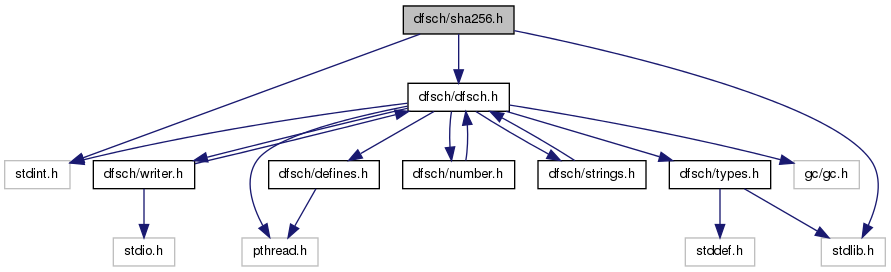 dfsch/sha256.h
dfsch/dfsch.h
stdint.h
dfsch/writer.h
dfsch/defines.h
dfsch/number.h
dfsch/strings.h
dfsch/types.h
gc/gc.h
stdio.h
pthread.h
stddef.h
stdlib.h